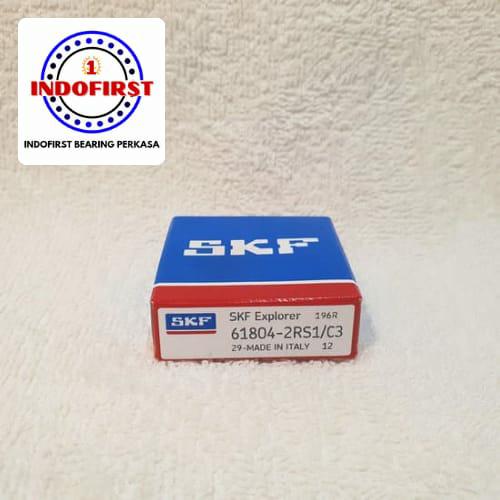 1
INDOFIRST
INDOFIRST BEARING PERKASA
SKF
SKF
SKF Explorer 196R
61804-2RS1/C3
29-MADE IN ITALY 12